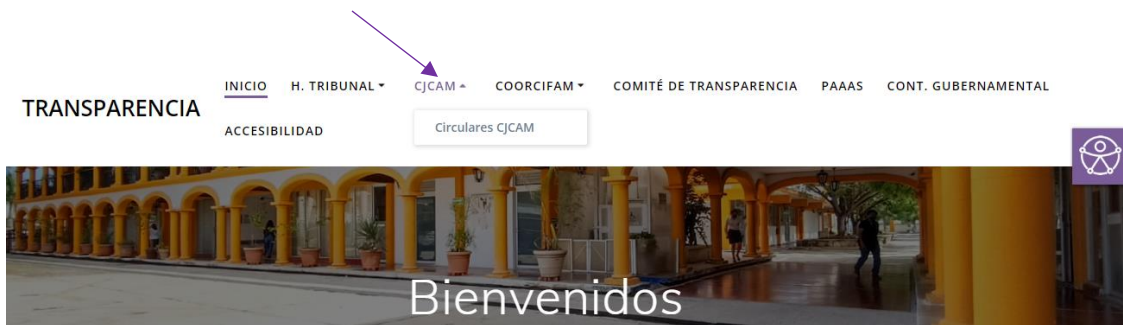 TRANSPARENCIA
INICIO H. TRIBUNAL CJCAM COORCIFAM COMITÉ DE TRANSPARENCIA PAAAS CONT. GUBERNAMENTAL
ACCESIBILIDAD
Circulares CJCAM
Bienvenidos